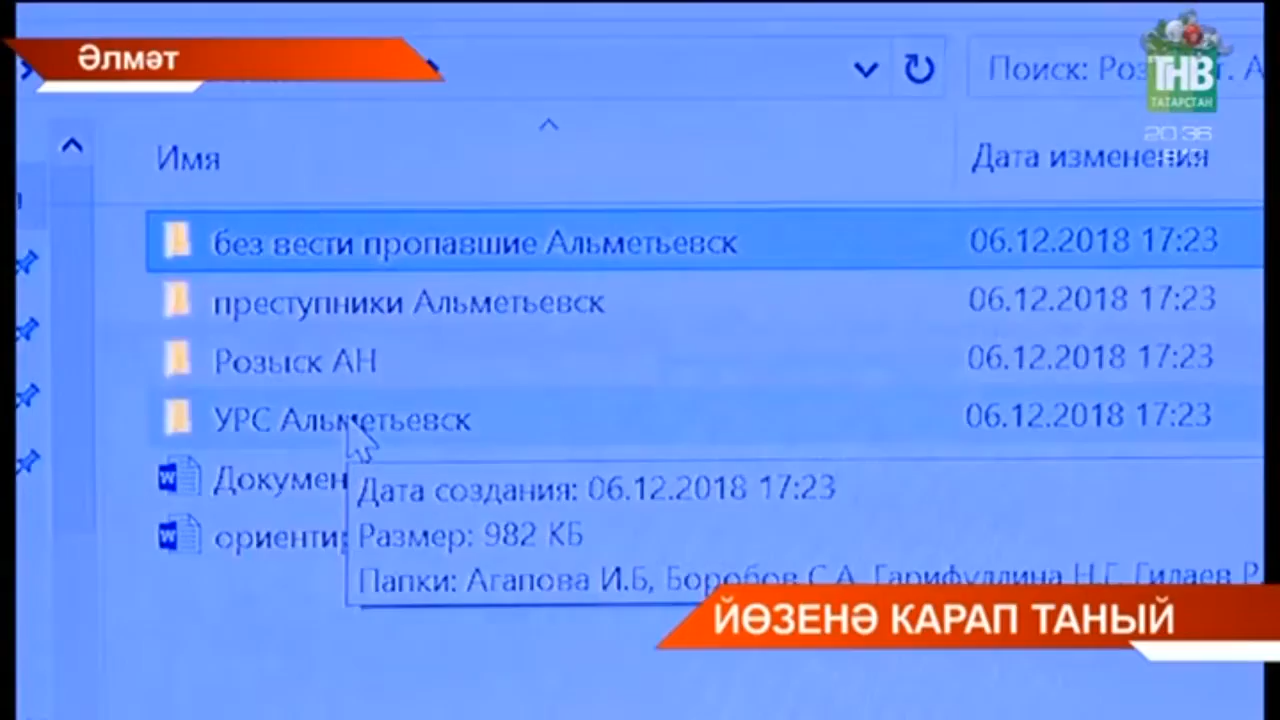 Әлмәт
Поиск: Роз г. А
ТНВ
ТАТАРСТАН
20:36
Имя
Дата изменения
без вести пропавшие Альметьевск 06.12.2018 17:23
преступники Альметьевск 06.12.2018 17:23
Розыск АН 06.12.2018 17:23
УРС Альметьевск 06.12.2018 17:23
Докумен
Дата создания: 06.12.2018 17:23
ориенти
Размер: 982 КБ
Папки: Агапова И.Б, Боробов С.А, Гарифуллина Н.Г, Гилаев Р
ЙӨЗЕНӘ КАРАП ТАНЫЙ